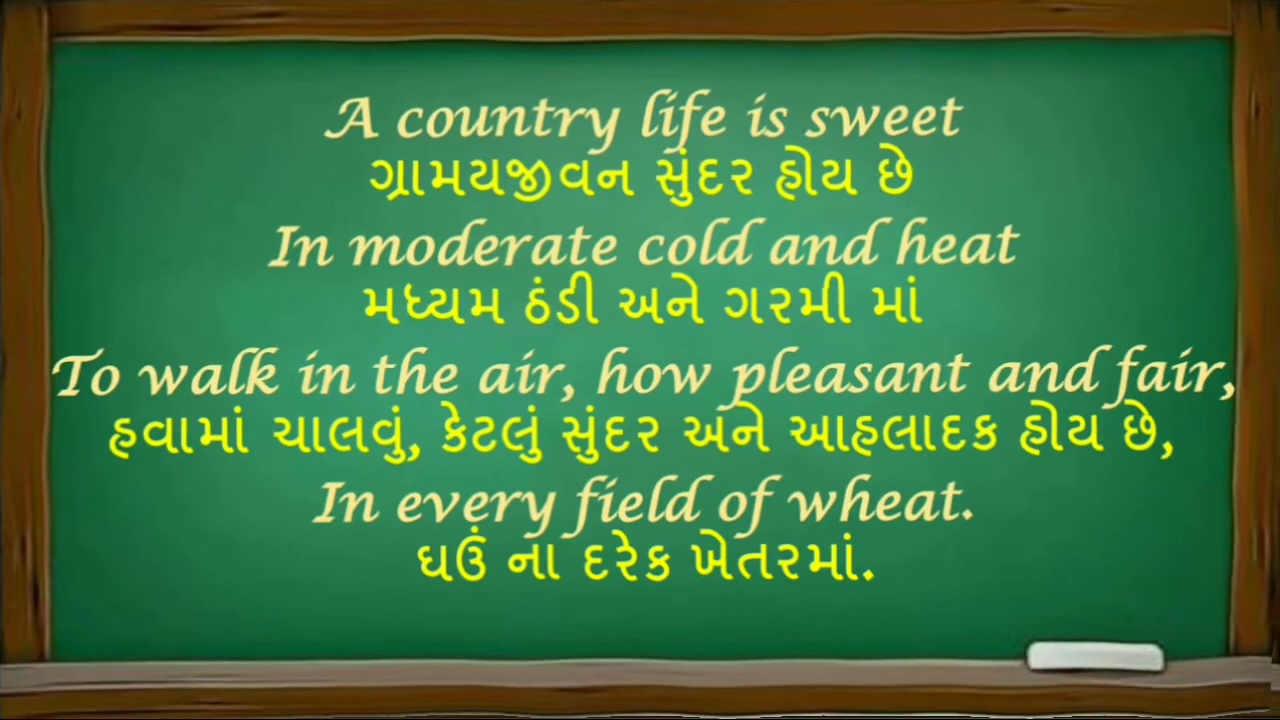 A country life is sweet
ગ્રામયજીવન સુંદર હોય છે
In moderate cold and heat
મધ્યમ ઠંડી અને ગરમી માં
To walk in the air, how pleasant and fair,
હવામાં ચાલવું, કેટલું સુંદર અને આહલાદક હોય છે,
In every field of wheat.
ઘઉં ના દરેક ખેતરમાં.